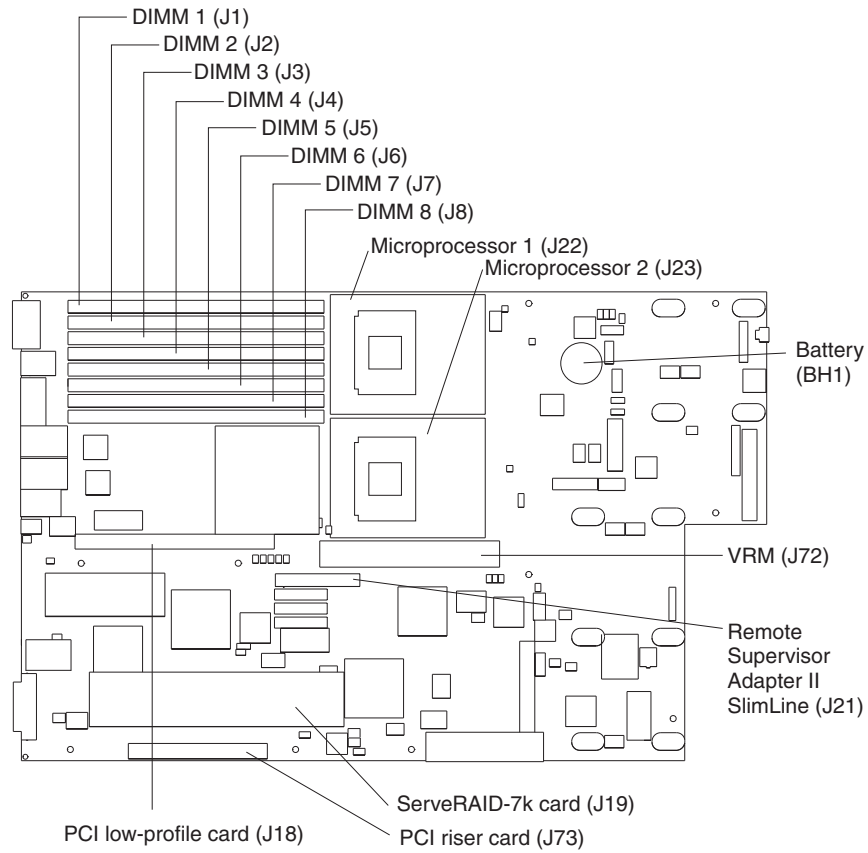 DIMM 1 (J1)
DIMM 2 (J2)
DIMM 3 (J3)
DIMM 4 (J4)
DIMM 5 (J5)
DIMM 6 (J6)
DIMM 7 (J7)
DIMM 8 (J8)
Microprocessor 1 (J22)
Microprocessor 2 (J23)
Battery
(BH1)
VRM (J72)
Remote
Supervisor
Adapter II
SlimLine (J21)
ServeRAID-7k card (J19)
PCI low-profile card (J18)
PCI riser card (J73)